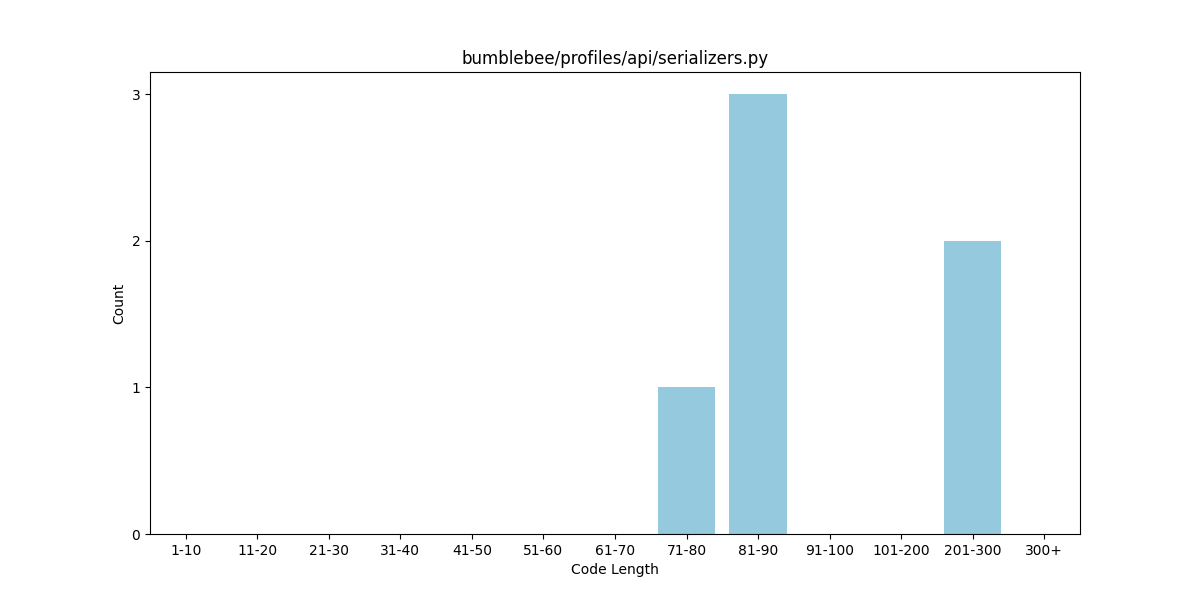 bumblebee/profiles/api/serializers.py
3
2
1
0
Count
1-10 11-20 21-30 31-40 41-50 51-60 61-70 71-80 81-90 91-100 101-200 201-300 300+
Code Length